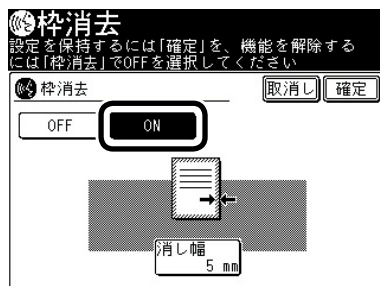 枠消去
設定を保持するには「確定」を、機能を解除する
には「枠消去」でOFFを選択してください
枠消去
取消し 確定
OFF ON
消し幅
5 mm